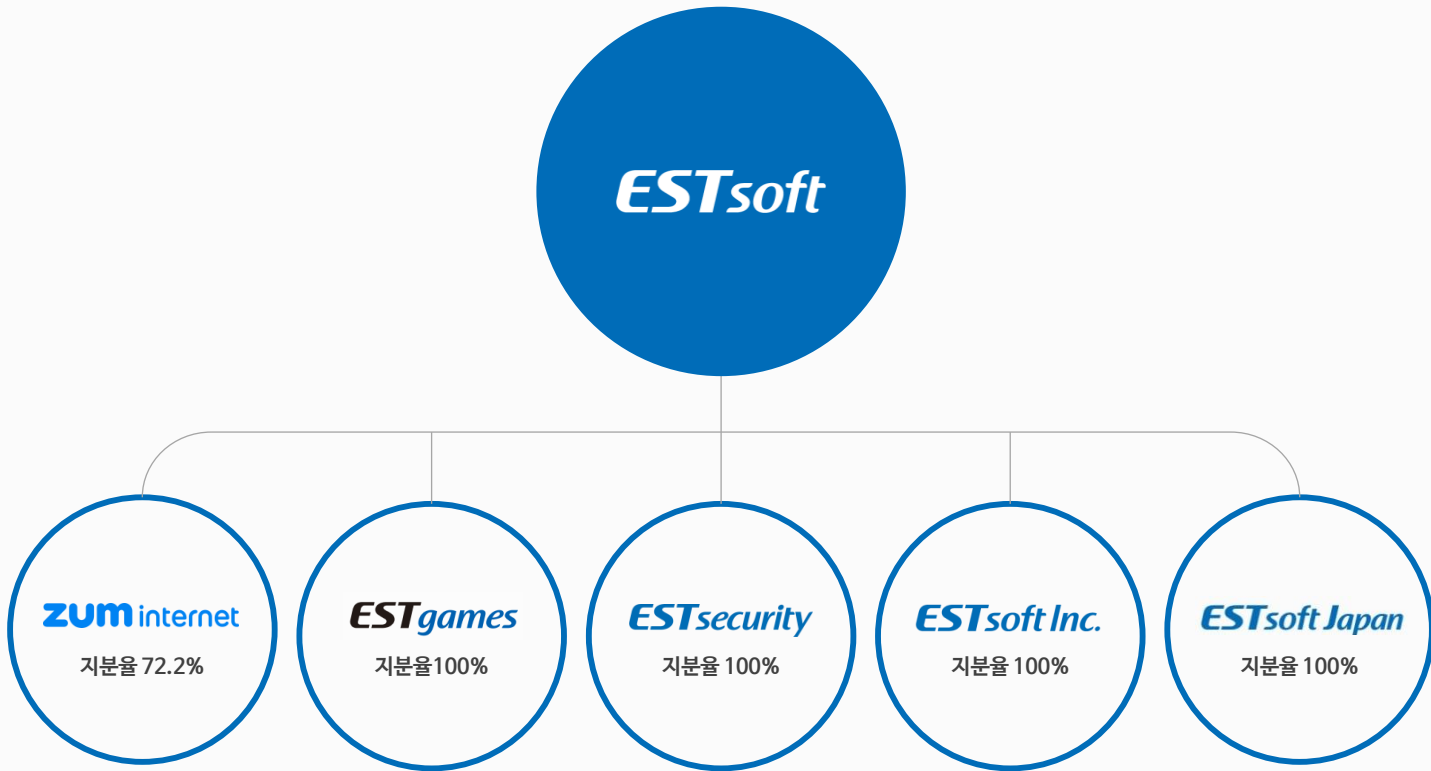 ESTsoft
zum internet
지분율 72.2%
ESTgames
지분율100%
ESTsecurity
지분율 100%
ESTsoft Inc.
지분율 100%
ESTsoft Japan
지분율 100%